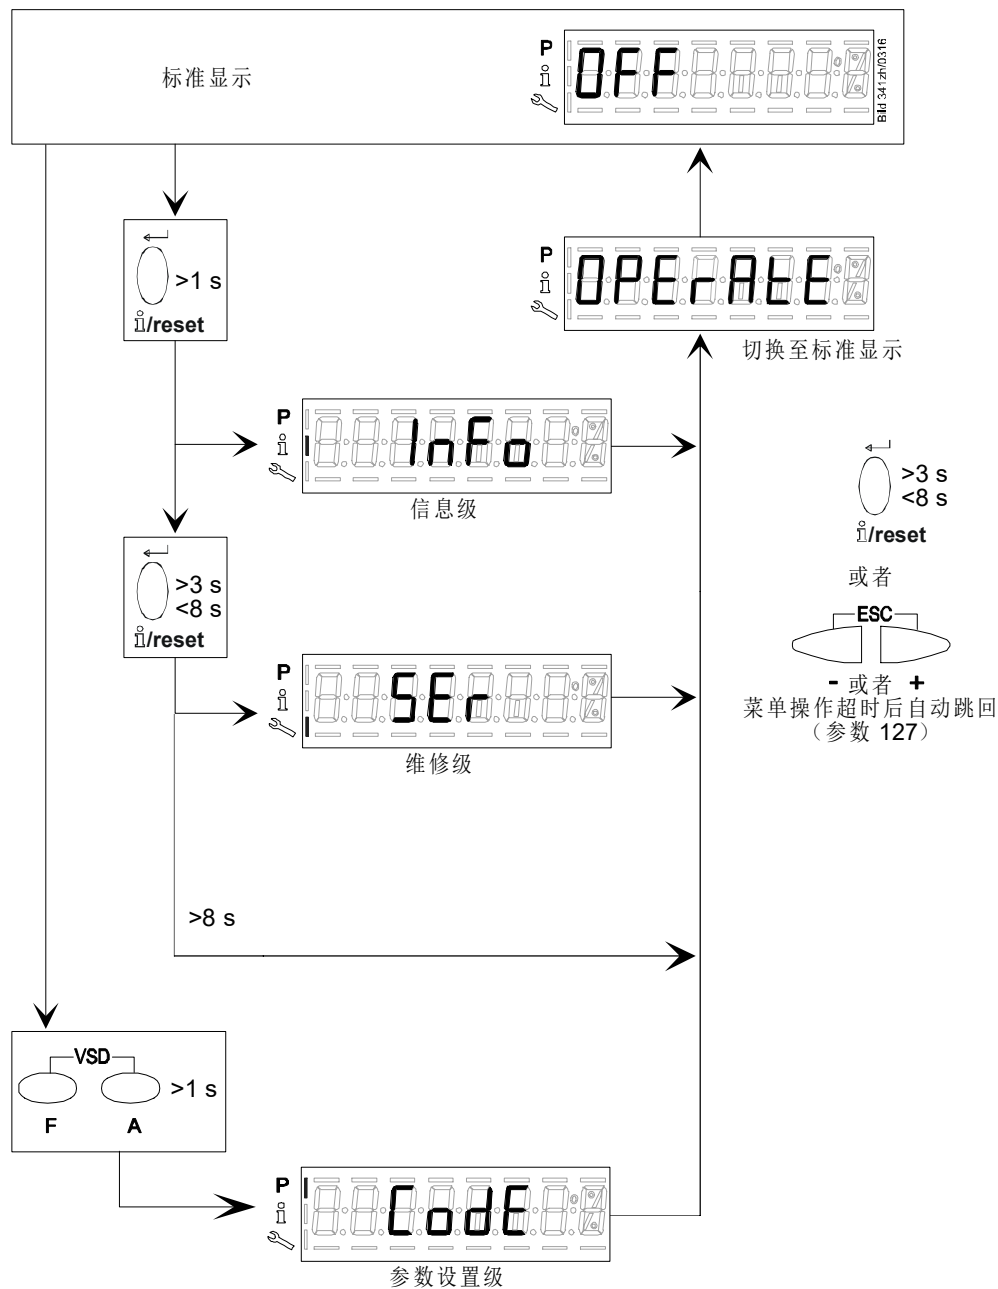 标准显示
P
i
OFF
Bild 341zh/0316
>1 s
i/reset
P
i
OPErAtE
切换至标准显示
P
i
InFo
信息级
>3 s
<8 s
i/reset
或者
ESC
- 或者 +
菜单操作超时后自动跳回
（参数 127）
>3 s
<8 s
i/reset
P
i
SEr
维修级
>8 s
VSD
>1 s
F A
P
i
CodE
参数设置级